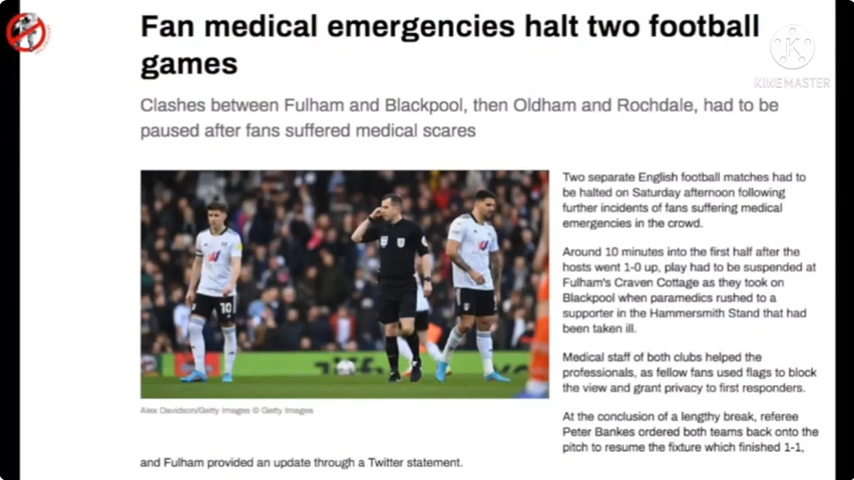 Fan medical emergencies halt two football
games
KINEMASTER
Clashes between Fulham and Blackpool, then Oldham and Rochdale, had to be
paused after fans suffered medical scares
Two separate English football matches had to
be halted on Saturday afternoon following
further incidents of fans suffering medical
emergencies in the crowd.
Around 10 minutes into the first half after the
hosts went 1-0 up, play had to be suspended at
Fulham's Craven Cottage as they took on
Blackpool when paramedics rushed to a
supporter in the Hammersmith Stand that had
been taken ill.
Medical staff of both clubs helped the
professionals, as fellow fans used flags to block
the view and grant privacy to first responders.
At the conclusion of a lengthy break, referee
Peter Bankes ordered both teams back onto the
pitch to resume the fixture which finished 1-1,
10
Alex Davidson/Getty Images © Getty Images
and Fulham provided an update through a Twitter statement.